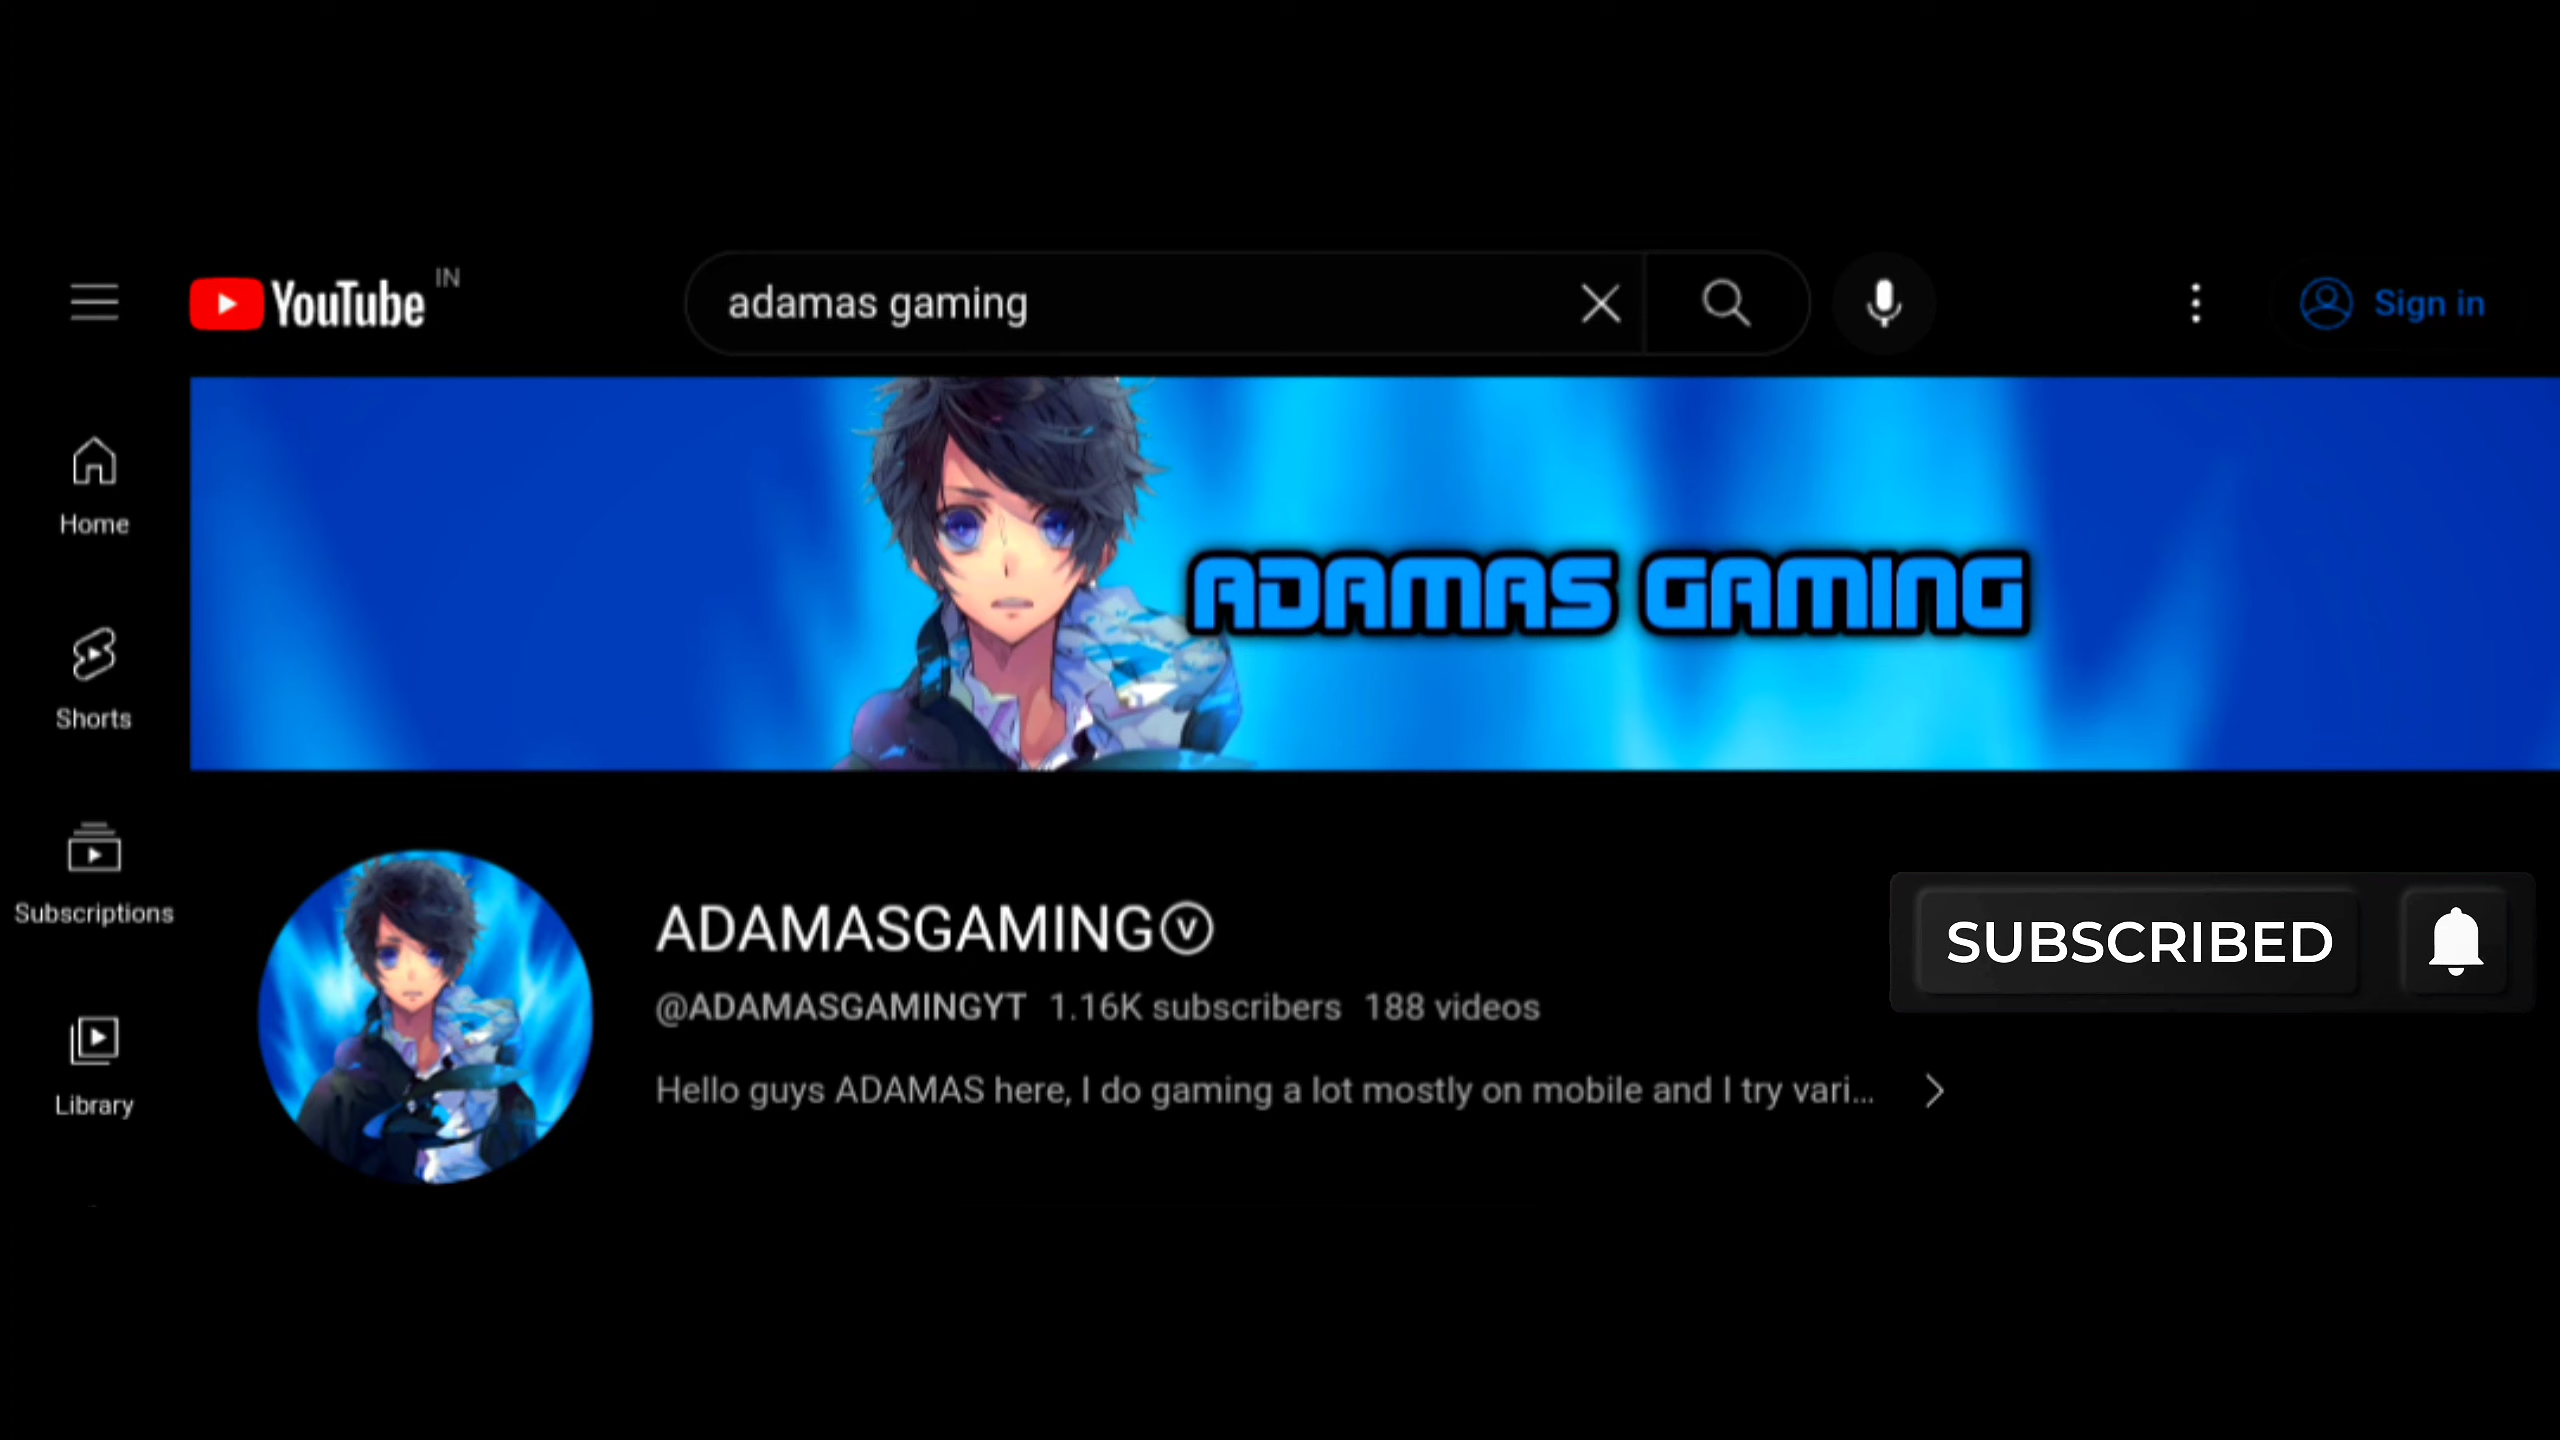 YouTube IN
adamas gaming
Sign in
Home
Shorts
Subscriptions
Library
ADAMAS GAMING
ADAMASGAMINGⓥ
@ADAMASGAMINGYT 1.16K subscribers 188 videos
Hello guys ADAMAS here, I do gaming a lot mostly on mobile and I try vari...
SUBSCRIBED